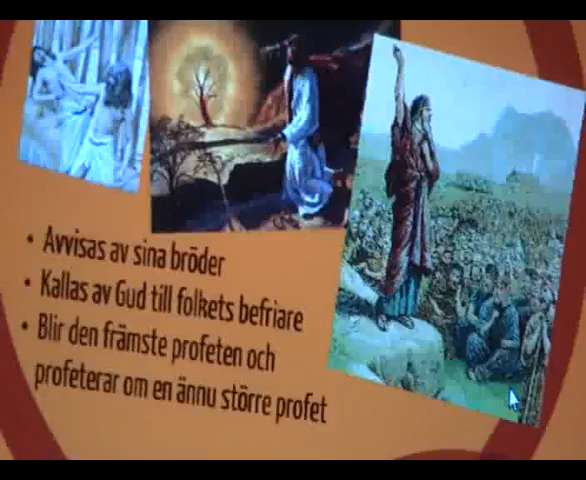 • Avvisas av sina bröder
• Kallas av Gud till folkets befriare
• Blir den främste profeten och
profeterar om en ännu större profet